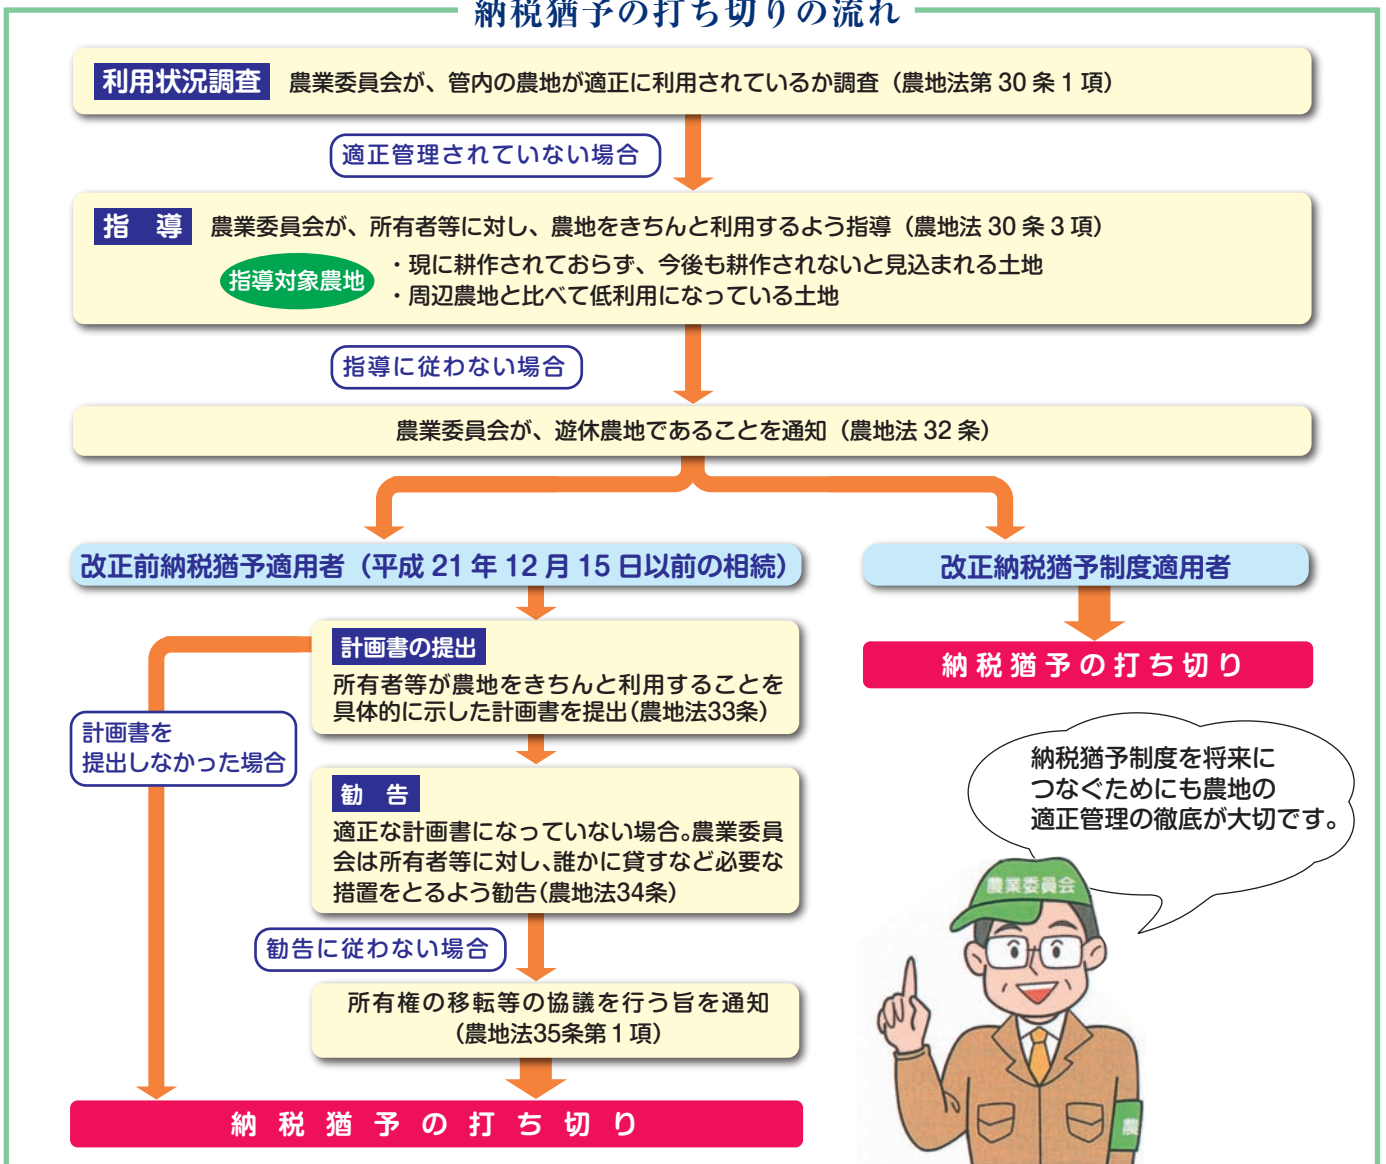 納税猶予の打ち切りの流れ
利用状況調査 農業委員会が、管内の農地が適正に利用されているか調査（農地法第 30 条 1 項）
適正管理されていない場合
指 導 農業委員会が、所有者等に対し、農地をきちんと利用するよう指導（農地法 30 条 3 項）
指導対象農地
・現に耕作されておらず、今後も耕作されないと見込まれる土地
・周辺農地と比べて低利用になっている土地
指導に従わない場合
農業委員会が、遊休農地であることを通知（農地法 32 条）
改正前納税猶予適用者（平成 21 年 12 月 15 日以前の相続）
計画書の提出
所有者等が農地をきちんと利用することを
具体的に示した計画書を提出（農地法33条）
計画書を
提出しなかった場合
勧 告
適正な計画書になっていない場合。農業委員
会は所有者等に対し、誰かに貸すなど必要な
措置をとるよう勧告（農地法34条）
勧告に従わない場合
所有権の移転等の協議を行う旨を通知
（農地法35条第１項）
納税猶予の打ち切り
改正納税猶予制度適用者
納税猶予の打ち切り
納税猶予制度を将来に
つなぐためにも農地の
適正管理の徹底が大切です。
農業委員会
農